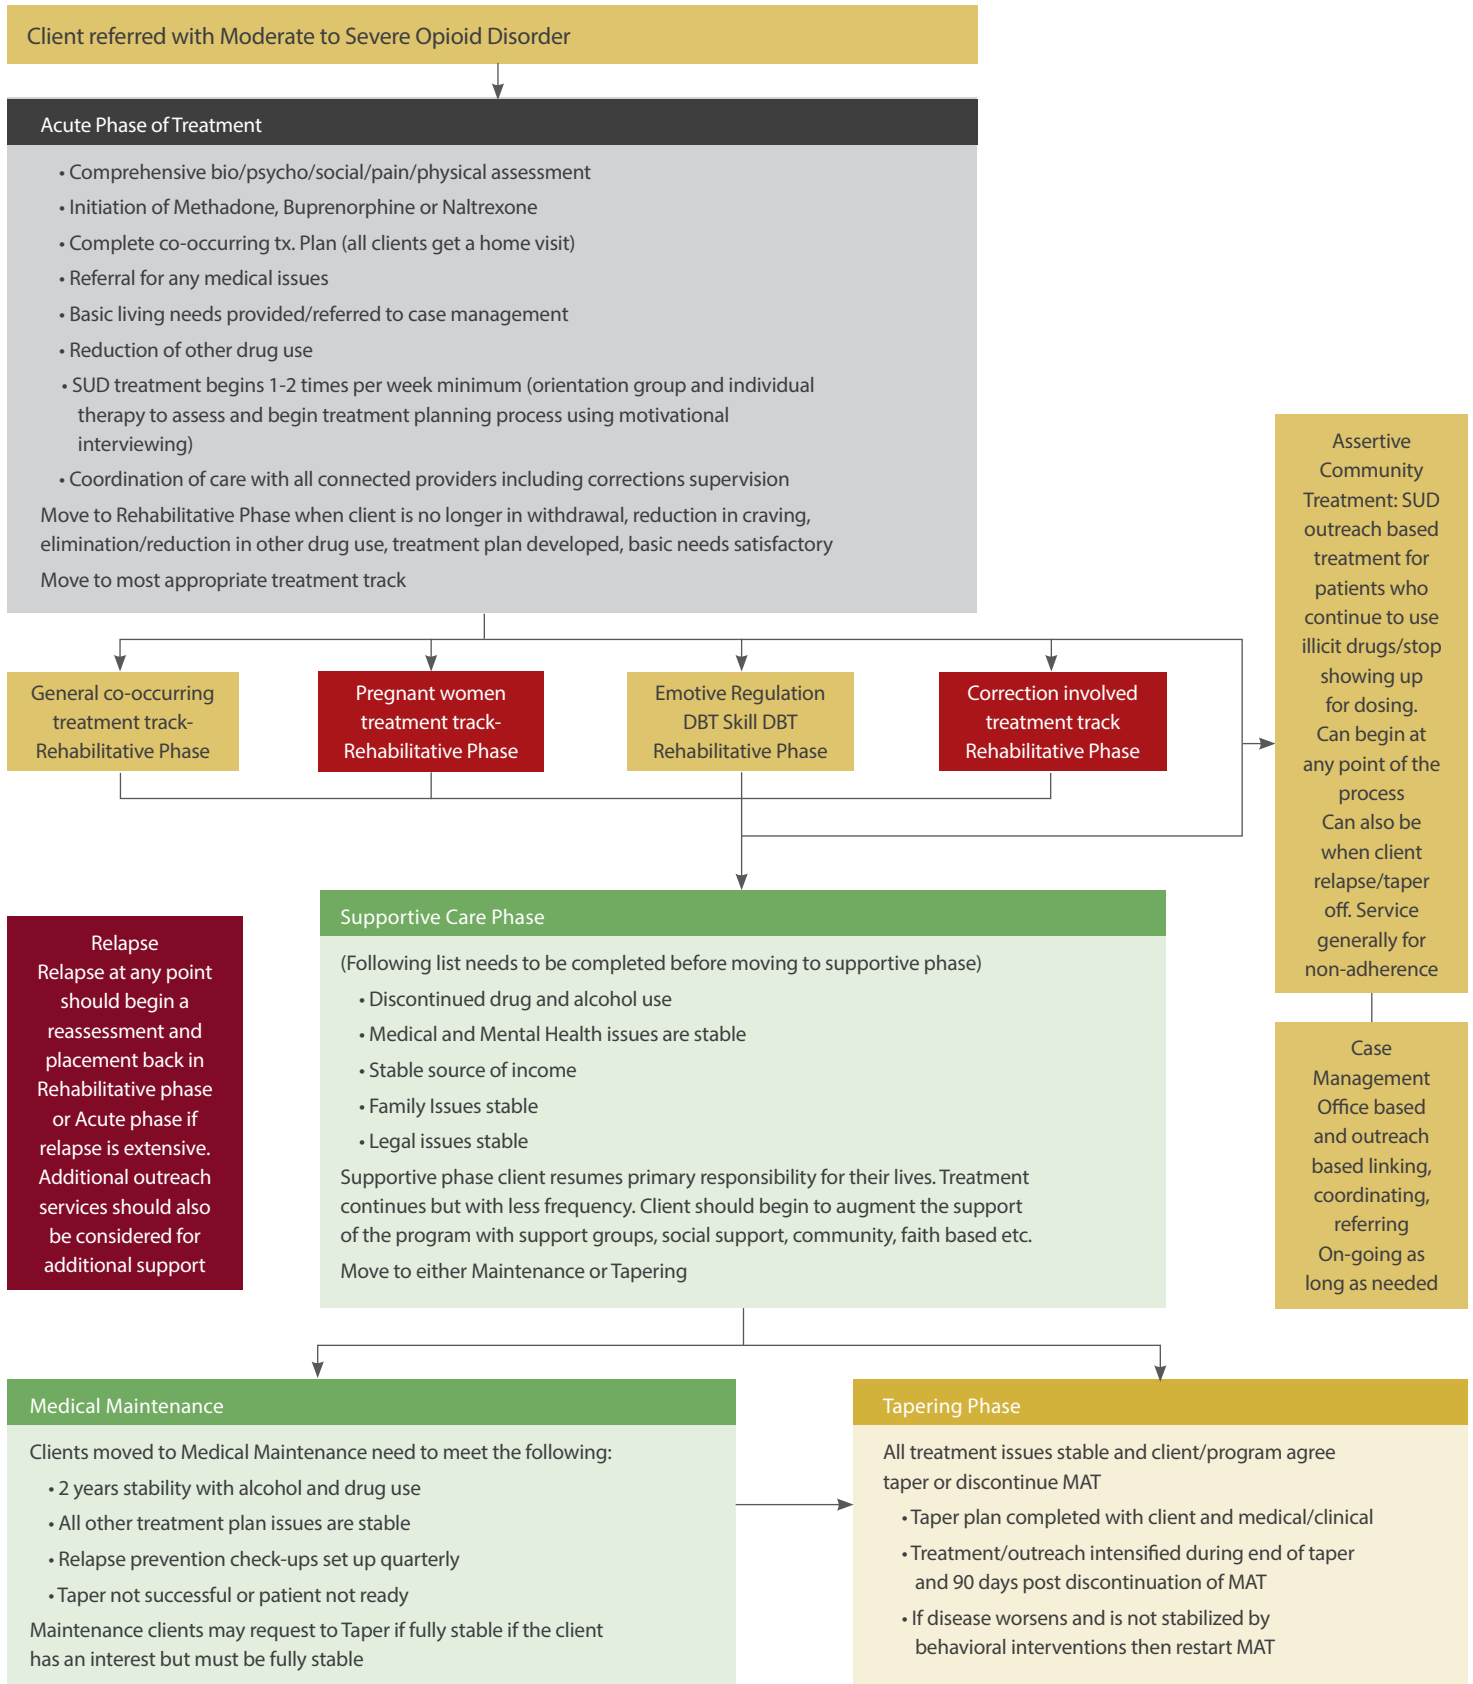 Client referred with Moderate to Severe Opioid Disorder
Acute Phase of Treatment
• Comprehensive bio/psycho/social/pain/physical assessment
• Initiation of Methadone, Buprenorphine or Naltrexone
• Complete co-occurring tx. Plan (all clients get a home visit)
• Referral for any medical issues
• Basic living needs provided/referred to case management
• Reduction of other drug use
• SUD treatment begins 1-2 times per week minimum (orientation group and individual
therapy to assess and begin treatment planning process using motivational
interviewing)
• Coordination of care with all connected providers including corrections supervision
Move to Rehabilitative Phase when client is no longer in withdrawal, reduction in craving,
elimination/reduction in other drug use, treatment plan developed, basic needs satisfactory
Move to most appropriate treatment track
General co-occurring
treatment track-
Rehabilitative Phase
Pregnant women
treatment track-
Rehabilitative Phase
Emotive Regulation
DBT Skill DBT
Rehabilitative Phase
Correction involved
treatment track
Rehabilitative Phase
Assertive
Community
Treatment: SUD
outreach based
treatment for
patients who
continue to use
illicit drugs/stop
showing up
for dosing.
Can begin at
any point of the
process
Can also be
when client
relapse/taper
off. Service
generally for
non-adherence
Case
Management
Office based
and outreach
based linking,
coordinating,
referring
On-going as
long as needed
Relapse
Relapse at any point
should begin a
reassessment and
placement back in
Rehabilitative phase
or Acute phase if
relapse is extensive.
Additional outreach
services should also
be considered for
additional support
Supportive Care Phase
(Following list needs to be completed before moving to supportive phase)
• Discontinued drug and alcohol use
• Medical and Mental Health issues are stable
• Stable source of income
• Family Issues stable
• Legal issues stable
Supportive phase client resumes primary responsibility for their lives. Treatment
continues but with less frequency. Client should begin to augment the support
of the program with support groups, social support, community, faith based etc.
Move to either Maintenance or Tapering
Medical Maintenance
Clients moved to Medical Maintenance need to meet the following:
• 2 years stability with alcohol and drug use
• All other treatment plan issues are stable
• Relapse prevention check-ups set up quarterly
• Taper not successful or patient not ready
Maintenance clients may request to Taper if fully stable if the client
has an interest but must be fully stable
Tapering Phase
All treatment issues stable and client/program agree
taper or discontinue MAT
• Taper plan completed with client and medical/clinical
• Treatment/outreach intensified during end of taper
and 90 days post discontinuation of MAT
• If disease worsens and is not stabilized by
behavioral interventions then restart MAT